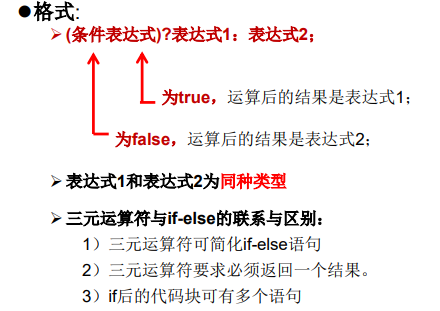 ●格式:
➢(条件表达式)?表达式1：表达式2；
为true，运算后的结果是表达式1；
为false，运算后的结果是表达式2；
➢表达式1和表达式2为同种类型
➢三元运算符与if-else的联系与区别：
1）三元运算符可简化if-else语句
2）三元运算符要求必须返回一个结果。
3）if后的代码块可有多个语句